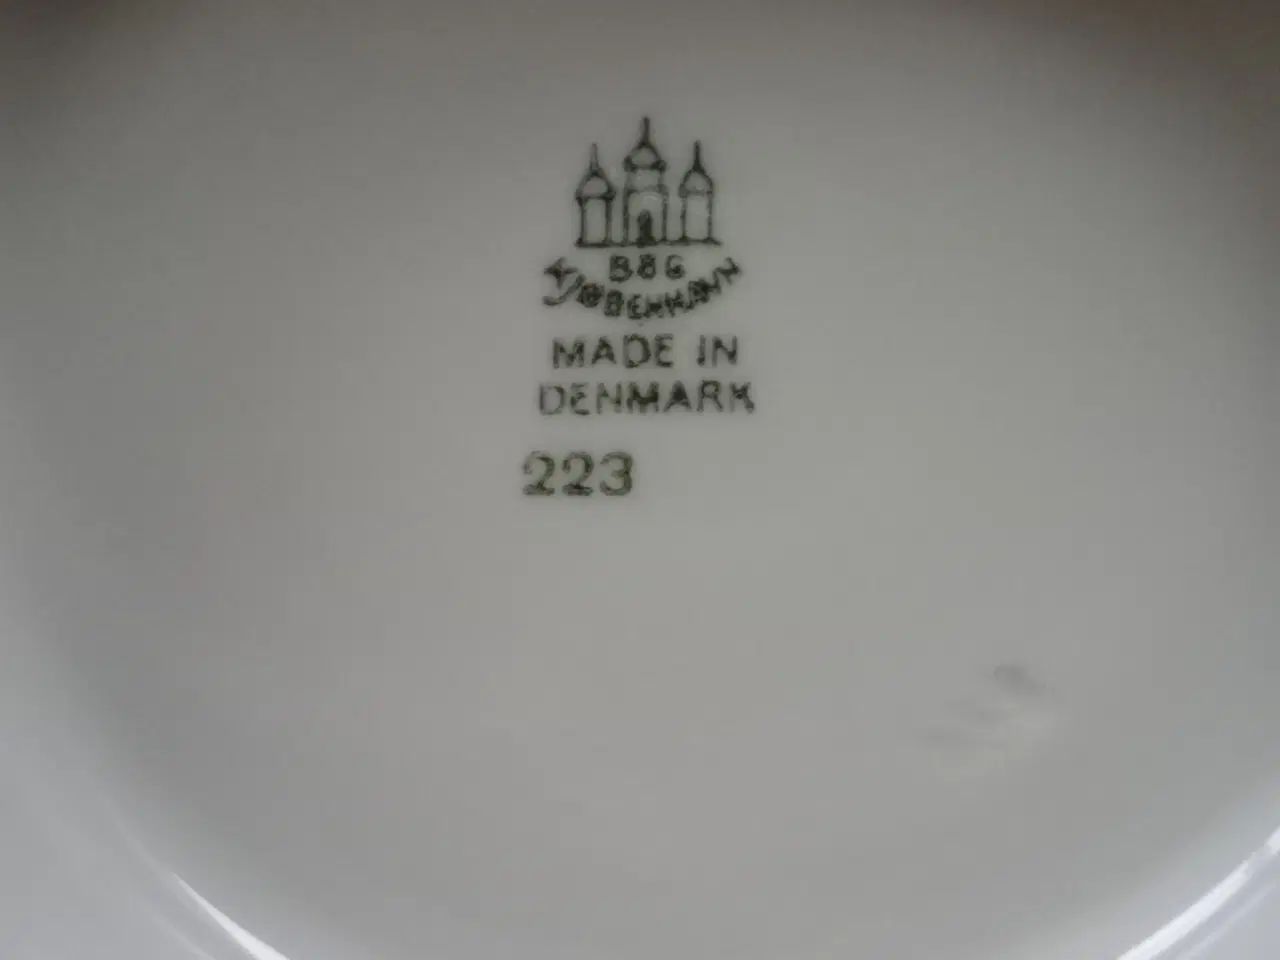 B&G
KJØBENHAVN
MADE IN
DENMARK
223